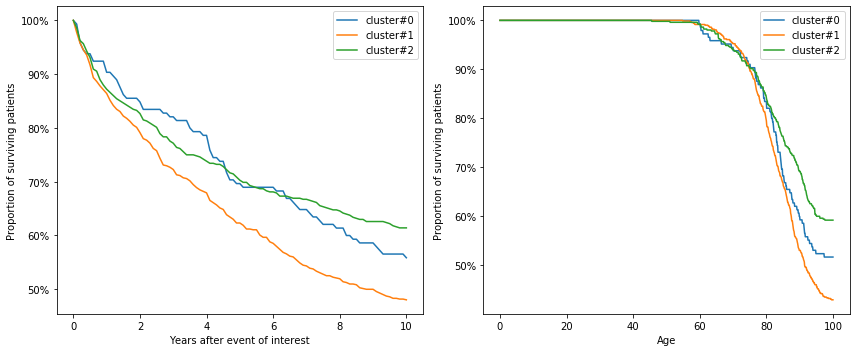 Proportion of surviving patients
100%
90%
80%
70%
60%
50%
0
2
4
6
8
10
Years after event of interest
cluster#0
cluster#1
cluster#2
Proportion of surviving patients
100%
90%
80%
70%
60%
50%
0
20
40
60
80
100
Age
cluster#0
cluster#1
cluster#2